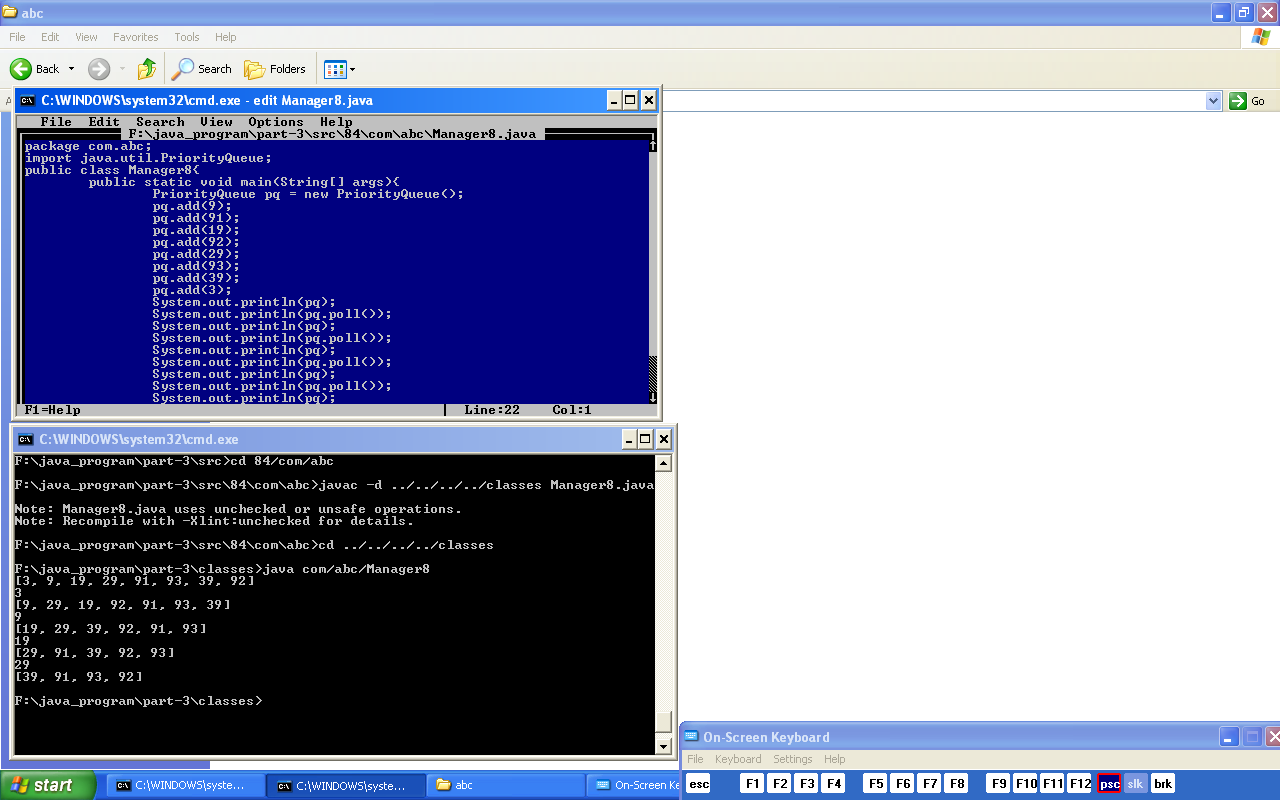 abc
File Edit View Favorites Tools Help
Back Search Folders
Go
C:\WINDOWS\system32\cmd.exe - edit Manager8.java
File Edit Search View Options Help
F:\java_program\part-3\src\84\com\abc\Manager8.java
package com.abc;
import java.util.PriorityQueue;
public class Manager8{
public static void main(String[] args){
PriorityQueue pq = new PriorityQueue();
pq.add(9);
pq.add(91);
pq.add(19);
pq.add(92);
pq.add(29);
pq.add(93);
pq.add(39);
pq.add(3);
System.out.println(pq);
System.out.println(pq.poll());
System.out.println(pq);
System.out.println(pq.poll());
System.out.println(pq);
System.out.println(pq.poll());
System.out.println(pq);
System.out.println(pq.poll());
System.out.println(pq);
F1=Help Line:22 Col:1
C:\WINDOWS\system32\cmd.exe
F:\java_program\part-3\src>cd 84/com/abc
F:\java_program\part-3\src\84\com\abc>javac -d ../../../../classes Manager8.java
Note: Manager8.java uses unchecked or unsafe operations.
Note: Recompile with -Xlint:unchecked for details.
F:\java_program\part-3\src\84\com\abc>cd ../../../../classes
F:\java_program\part-3\classes>java com/abc/Manager8
[3, 9, 19, 29, 91, 93, 39, 92]
3
[9, 29, 19, 92, 91, 93, 39]
9
[19, 29, 39, 92, 91, 93]
19
[29, 91, 39, 92, 93]
29
[39, 91, 93, 92]
F:\java_program\part-3\classes>
On-Screen Keyboard
File Keyboard Settings Help
esc F1 F2 F3 F4 F5 F6 F7 F8 F9 F10 F11 F12 psc slk brk
start C:\WINDOWS\syste... C:\WINDOWS\syste... abc On-Screen Ke